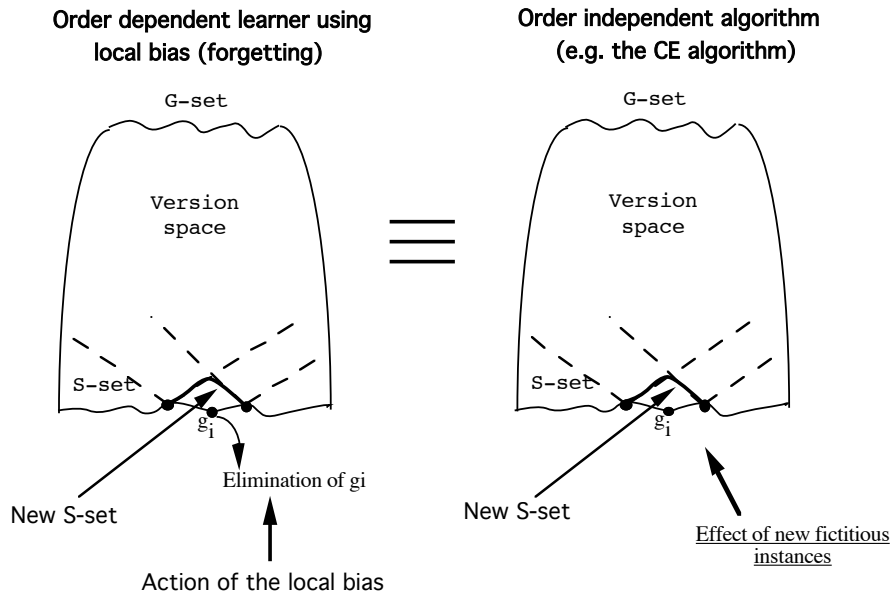 Order dependent learner using
local bias (forgetting)
G-set
Version
space
S-set
gi
Elimination of gi
New S-set
Action of the local bias
Order independent algorithm
(e.g. the CE algorithm)
G-set
Version
space
S-set
gi
New S-set
Effect of new fictitious
instances